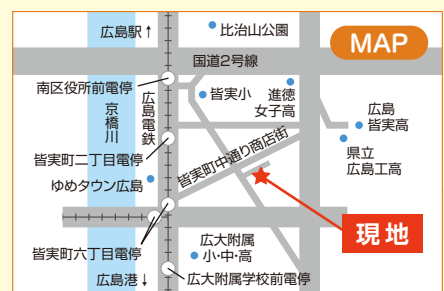 広島駅↑
比治山公園
MAP
国道2号線
南区役所前電停
京橋川
広島電鉄
皆実小
進徳
女子高
広島
皆実高
県立
広島工高
皆実町二丁目電停
皆実町中通り商店街
ゆめタウン広島
現地
皆実町六丁目電停
広大附属
小・中・高
広島港↓
広大附属学校前電停